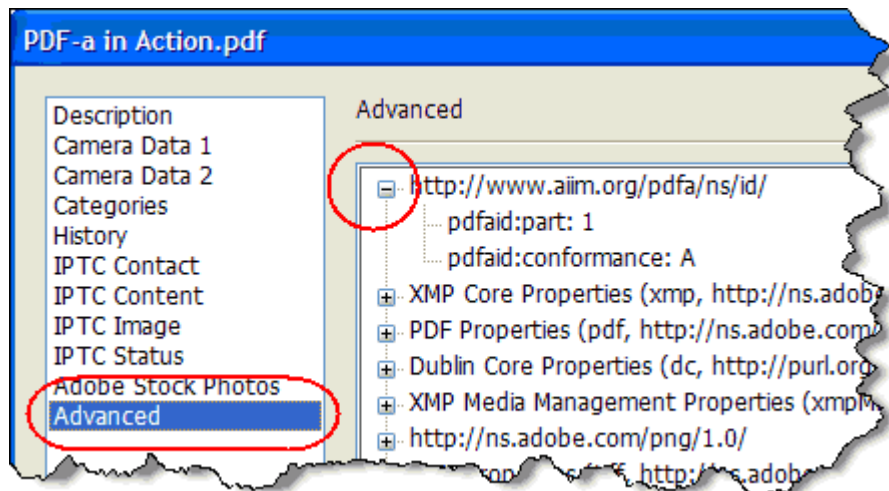 PDF-a in Action.pdf
Description
Camera Data 1
Camera Data 2
Categories
History
IPTC Contact
IPTC Content
IPTC Image
IPTC Status
Adobe Stock Photos
Advanced
Advanced
http://www.aiim.org/pdfa/ns/id/
pdfaid:part: 1
pdfaid:conformance: A
XMP Core Properties (xmp, http://ns.adobe
PDF Properties (pdf, http://ns.adobe.com/
Dublin Core Properties (dc, http://purl.org
XMP Media Management Properties (xmpM
http://ns.adobe.com/png/1.0/
http://ns.adobe